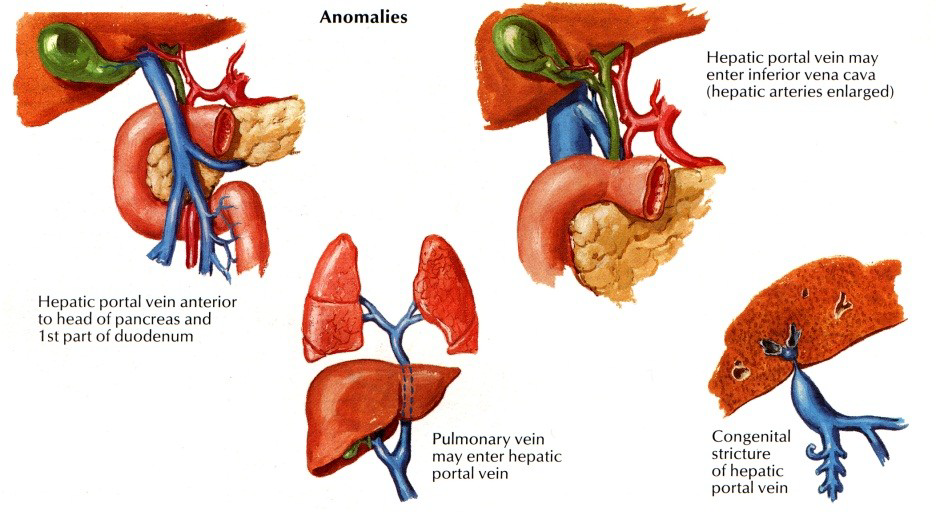 Anomalies
Hepatic portal vein may
enter inferior vena cava
(hepatic arteries enlarged)
Hepatic portal vein anterior
to head of pancreas and
1st part of duodenum
Pulmonary vein
may enter hepatic
portal vein
Congenital
stricture
of hepatic
portal vein